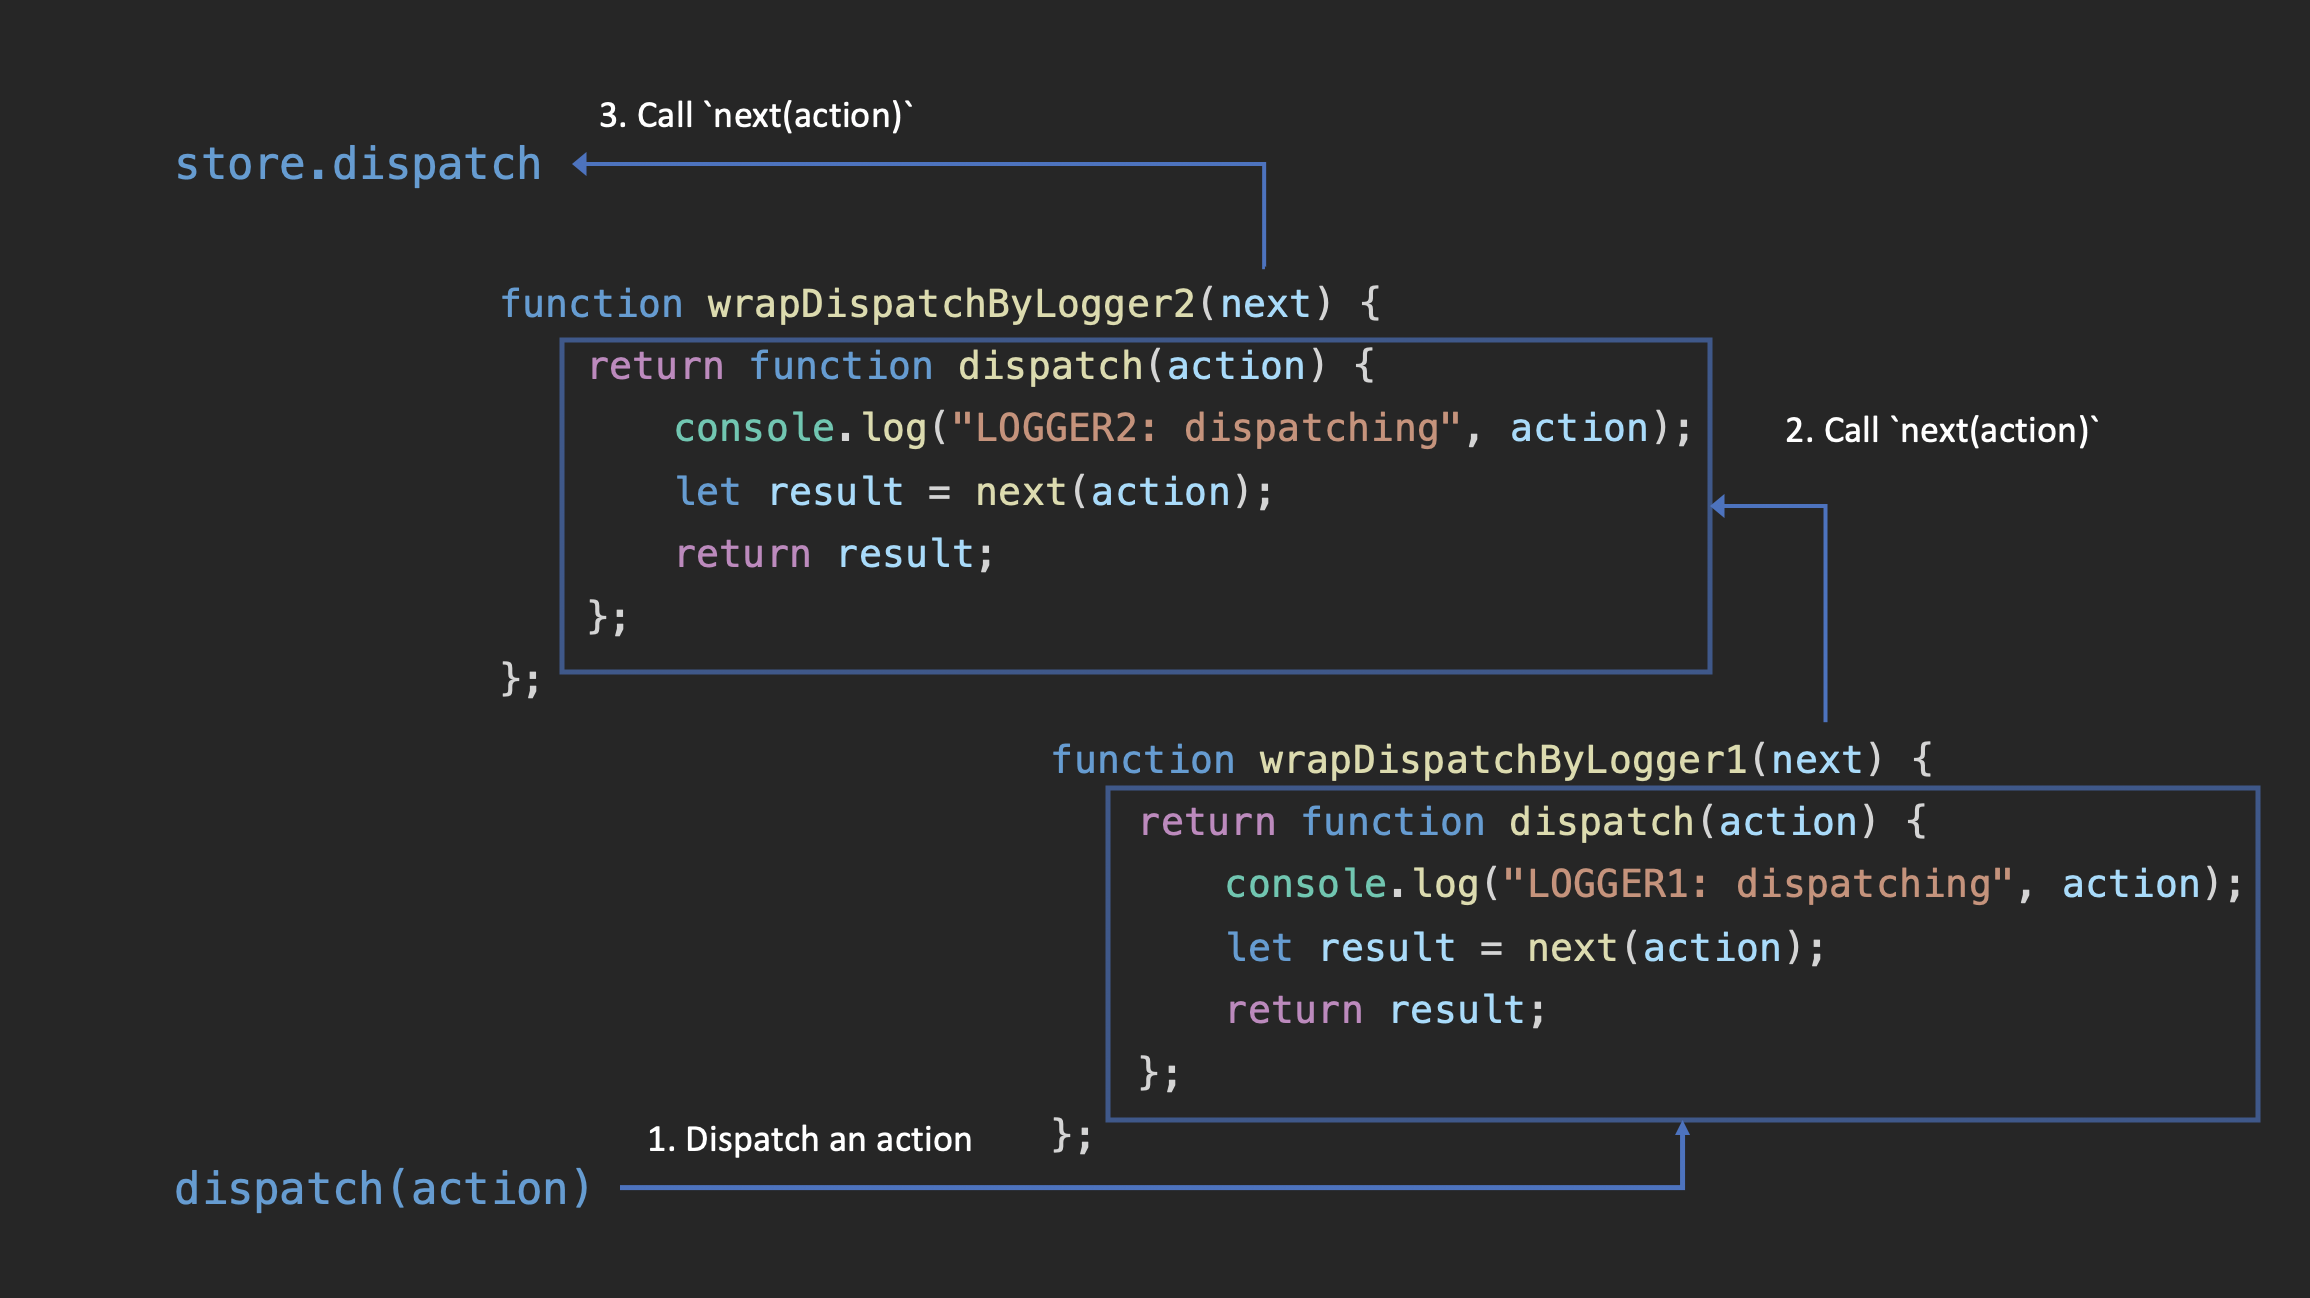 3. Call `next(action)`
store.dispatch
function wrapDispatchByLogger2(next) {
return function dispatch(action) {
console.log("LOGGER2: dispatching", action);
let result = next(action);
return result;
};
};
2. Call `next(action)`
function wrapDispatchByLogger1(next) {
return function dispatch(action) {
console.log("LOGGER1: dispatching", action);
let result = next(action);
return result;
};
};
1. Dispatch an action
dispatch(action)